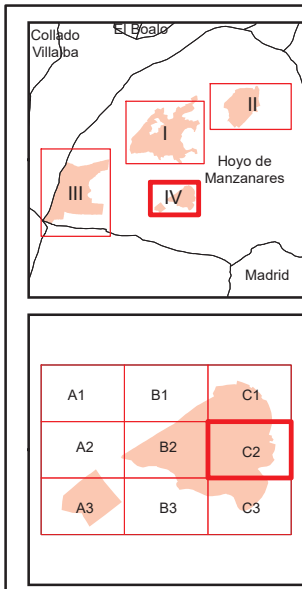 Collado
Villalba
El Boalo
I
II
III
Hoyo de
Manzanares
IV
Madrid
A1 B1 C1
A2 B2 C2
A3 B3 C3